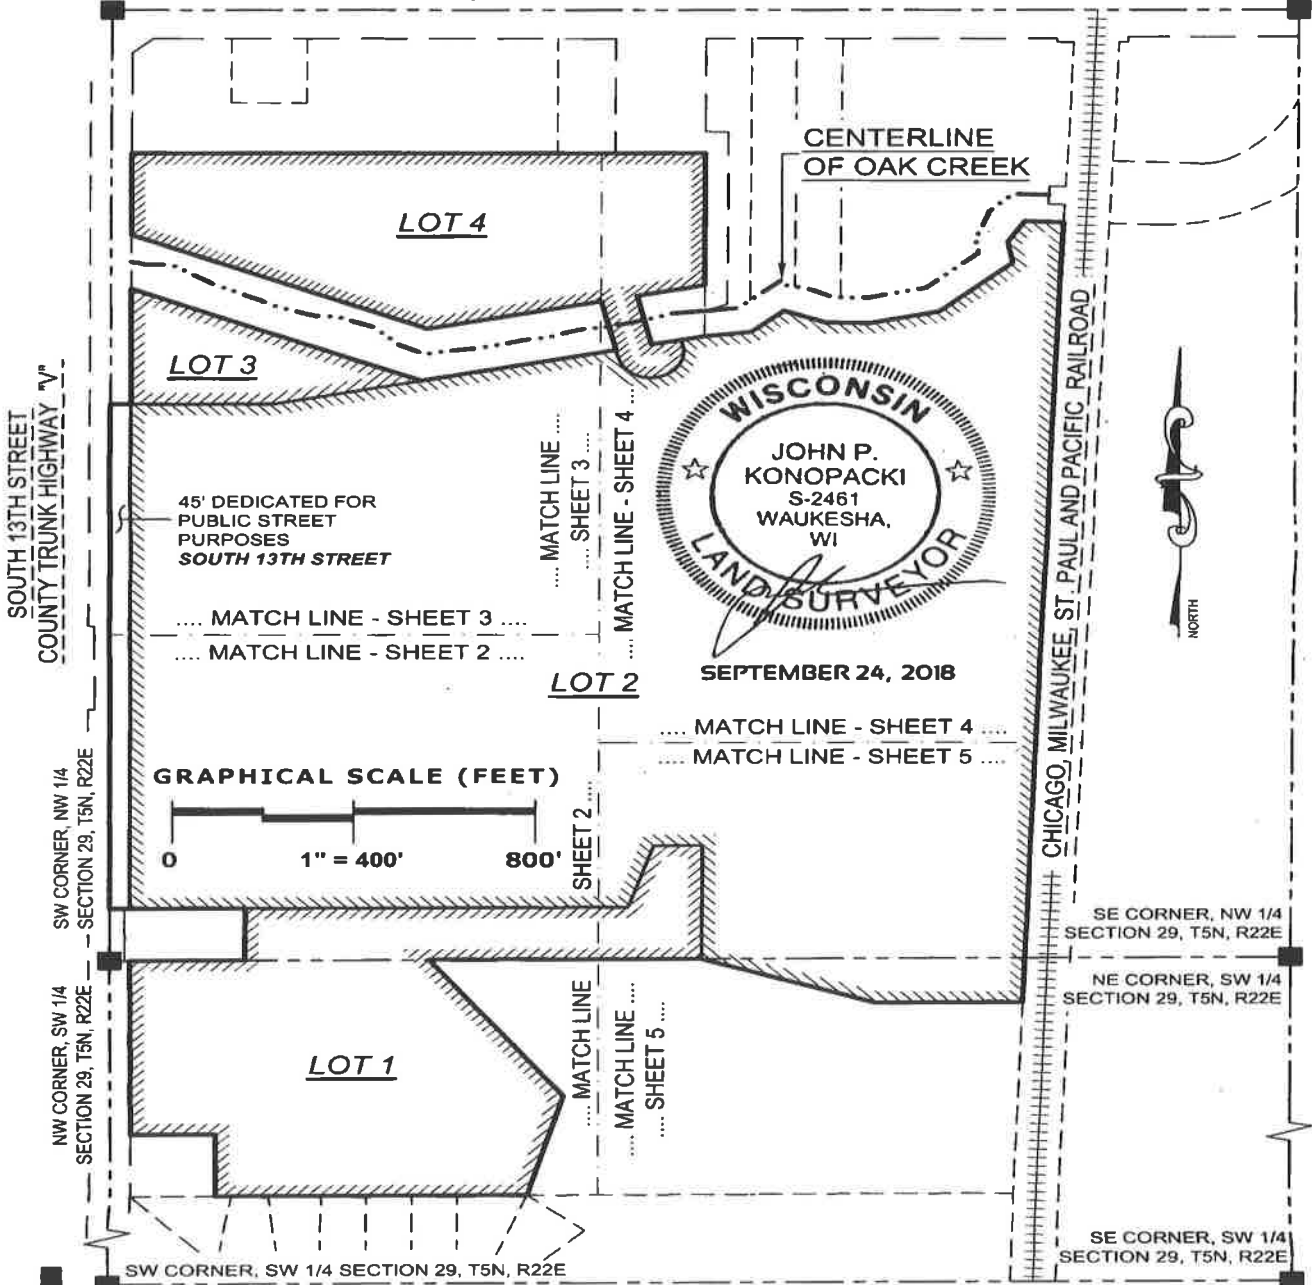 CENTERLINE
OF OAK CREEK
LOT 4
LOT 3
SOUTH 13TH STREET
COUNTY TRUNK HIGHWAY "V"
45' DEDICATED FOR
PUBLIC STREET
PURPOSES
SOUTH 13TH STREET
.... MATCH LINE ....
.... SHEET 3 ....
.... MATCH LINE - SHEET 4 ....
WISCONSIN
JOHN P.
KONOPACKI
S-2461
WAUKESHA,
WI
LAND SURVEYOR
SEPTEMBER 24, 2018
CHICAGO, MILWAUKEE, ST. PAUL AND PACIFIC RAILROAD
NORTH
.... MATCH LINE - SHEET 3 ....
.... MATCH LINE - SHEET 2 ....
LOT 2
.... MATCH LINE - SHEET 4 ....
.... MATCH LINE - SHEET 5 ....
GRAPHICAL SCALE (FEET)
0 1" = 400' 800'
SHEET 2 ....
SW CORNER, NW 1/4
SECTION 29, T5N, R22E
SE CORNER, NW 1/4
SECTION 29, T5N, R22E
NW CORNER, SW 1/4
SECTION 29, T5N, R22E
NE CORNER, SW 1/4
SECTION 29, T5N, R22E
LOT 1
.... MATCH LINE
.... MATCH LINE ....
.... SHEET 5 ....
SW CORNER, SW 1/4 SECTION 29, T5N, R22E
SE CORNER, SW 1/4
SECTION 29, T5N, R22E